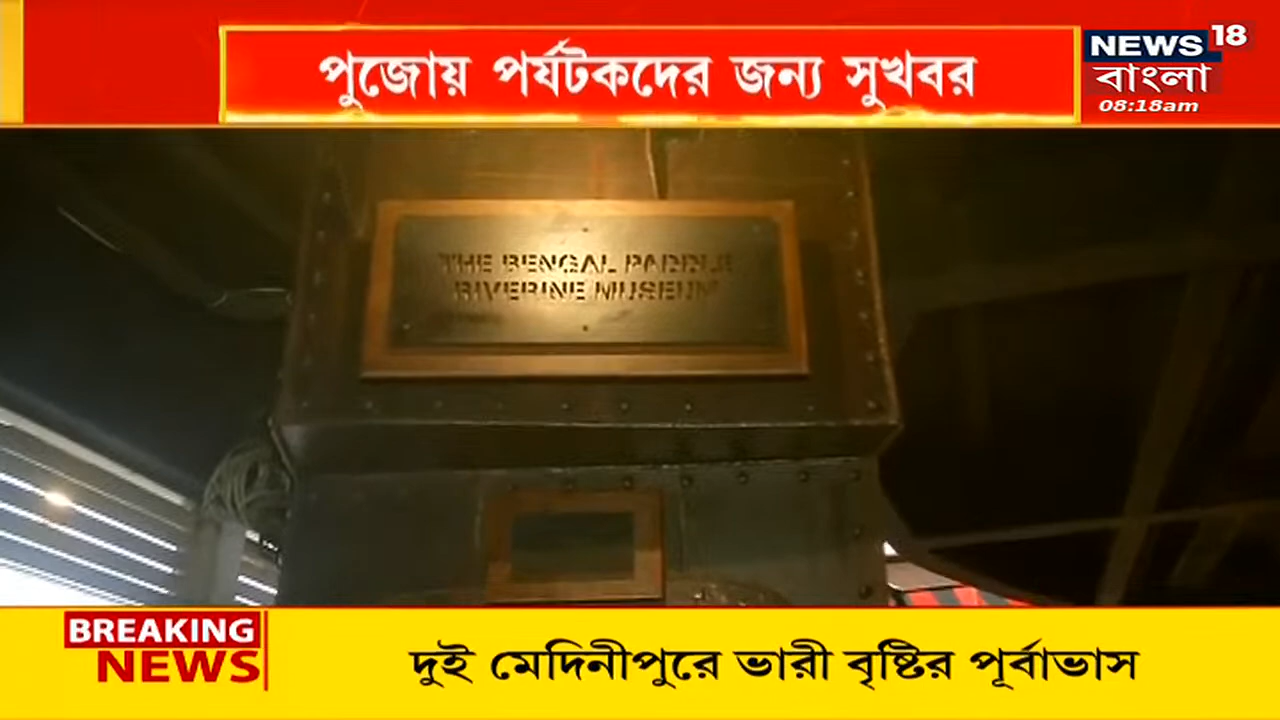 পুজোয় পর্যটকদের জন্য সুখবর
NEWS 18
বাংলা
08:18am
THE BENGAL PADDLE
RIVERINE MUSEUM
BREAKING
NEWS
দুই মেদিনীপুরে ভারী বৃষ্টির পূর্বাভাস